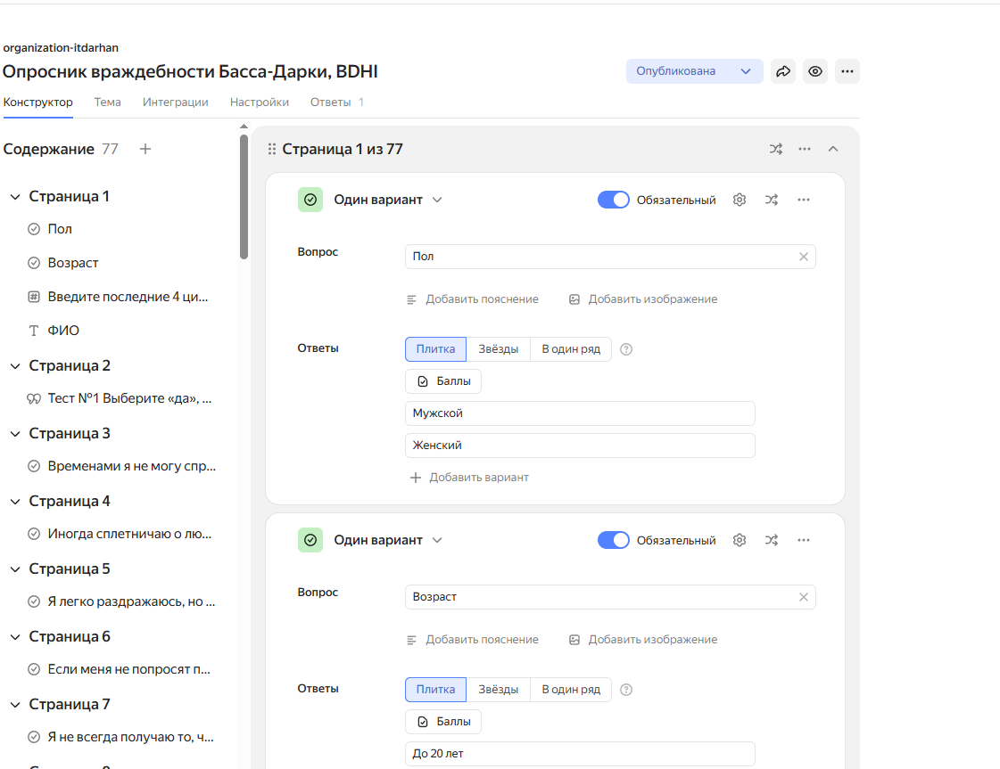 organization-itdarhan
Опросник враждебности Басса-Дарки, BDHI
Опубликована
Конструктор Тема Интеграции Настройки Ответы 1
Содержание 77
Страница 1
Пол
Возраст
Введите последние 4 ци...
ФИО
Страница 2
Тест №1 Выберите «да», ...
Страница 3
Временами я не могу спр...
Страница 4
Иногда сплетничаю о лю...
Страница 5
Я легко раздражаюсь, но ...
Страница 6
Если меня не попросят п...
Страница 7
Я не всегда получаю то, ч...
Страница 1 из 77
Один вариант
Обязательный
Вопрос
Пол
Добавить пояснение Добавить изображение
Ответы
Плитка Звёзды В один ряд
Баллы
Мужской
Женский
Добавить вариант
Один вариант
Обязательный
Вопрос
Возраст
Добавить пояснение Добавить изображение
Ответы
Плитка Звёзды В один ряд
Баллы
До 20 лет